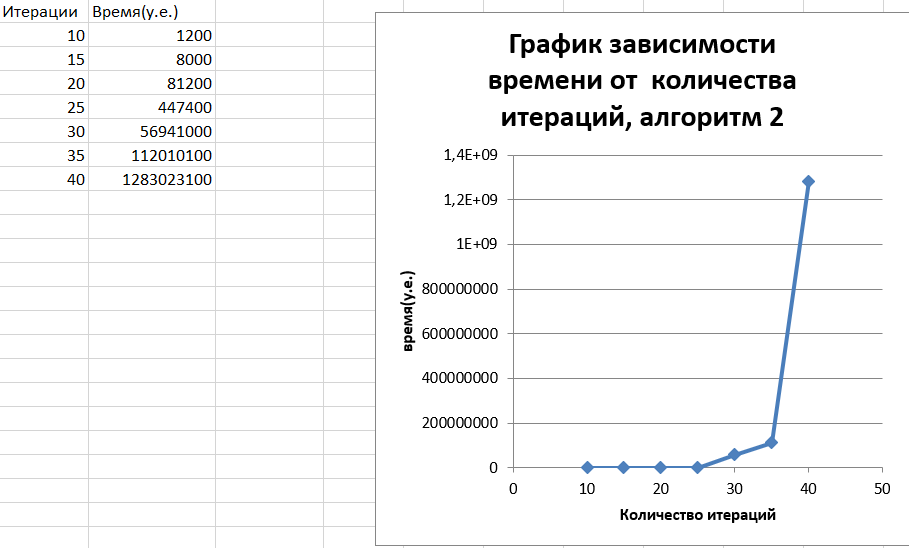 Итерации Время(у.е.)
10 1200
15 8000
20 81200
25 447400
30 56941000
35 112010100
40 1283023100
График зависимости
времени от количества
итераций, алгоритм 2
1,4E+09
1,2E+09
1E+09
800000000
600000000
400000000
200000000
0
время(у.е.)
0 10 20 30 40 50
Количество итераций